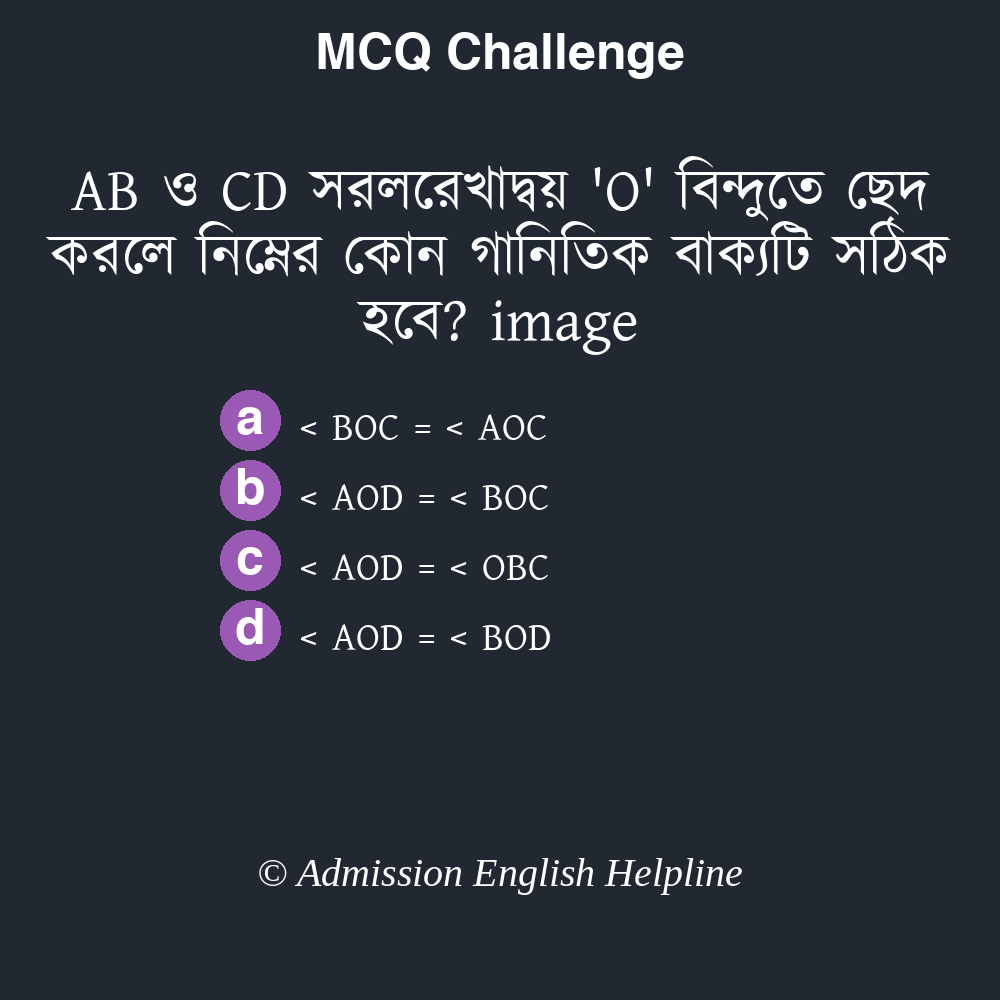 MCQ Challenge
AB ও CD সরলরেখাদ্বয় 'O' বিন্দুতে ছেদ
করলে নিম্নের কোন গানিতিক বাক্যটি সঠিক
হবে? image
a < BOC = < AOC
b < AOD = < BOC
c < AOD = < OBC
d < AOD = < BOD
© Admission English Helpline